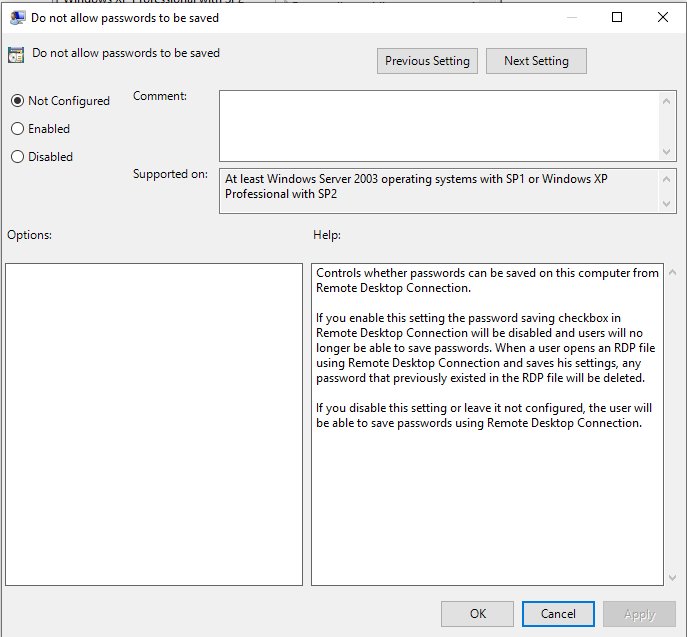 Do not allow passwords to be saved
Do not allow passwords to be saved
Previous Setting
Next Setting
Not Configured
Enabled
Disabled
Comment:
Supported on:
At least Windows Server 2003 operating systems with SP1 or Windows XP
Professional with SP2
Options:
Help:
Controls whether passwords can be saved on this computer from
Remote Desktop Connection.
If you enable this setting the password saving checkbox in
Remote Desktop Connection will be disabled and users will no
longer be able to save passwords. When a user opens an RDP file
using Remote Desktop Connection and saves his settings, any
password that previously existed in the RDP file will be deleted.
If you disable this setting or leave it not configured, the user will
be able to save passwords using Remote Desktop Connection.
OK
Cancel
Apply